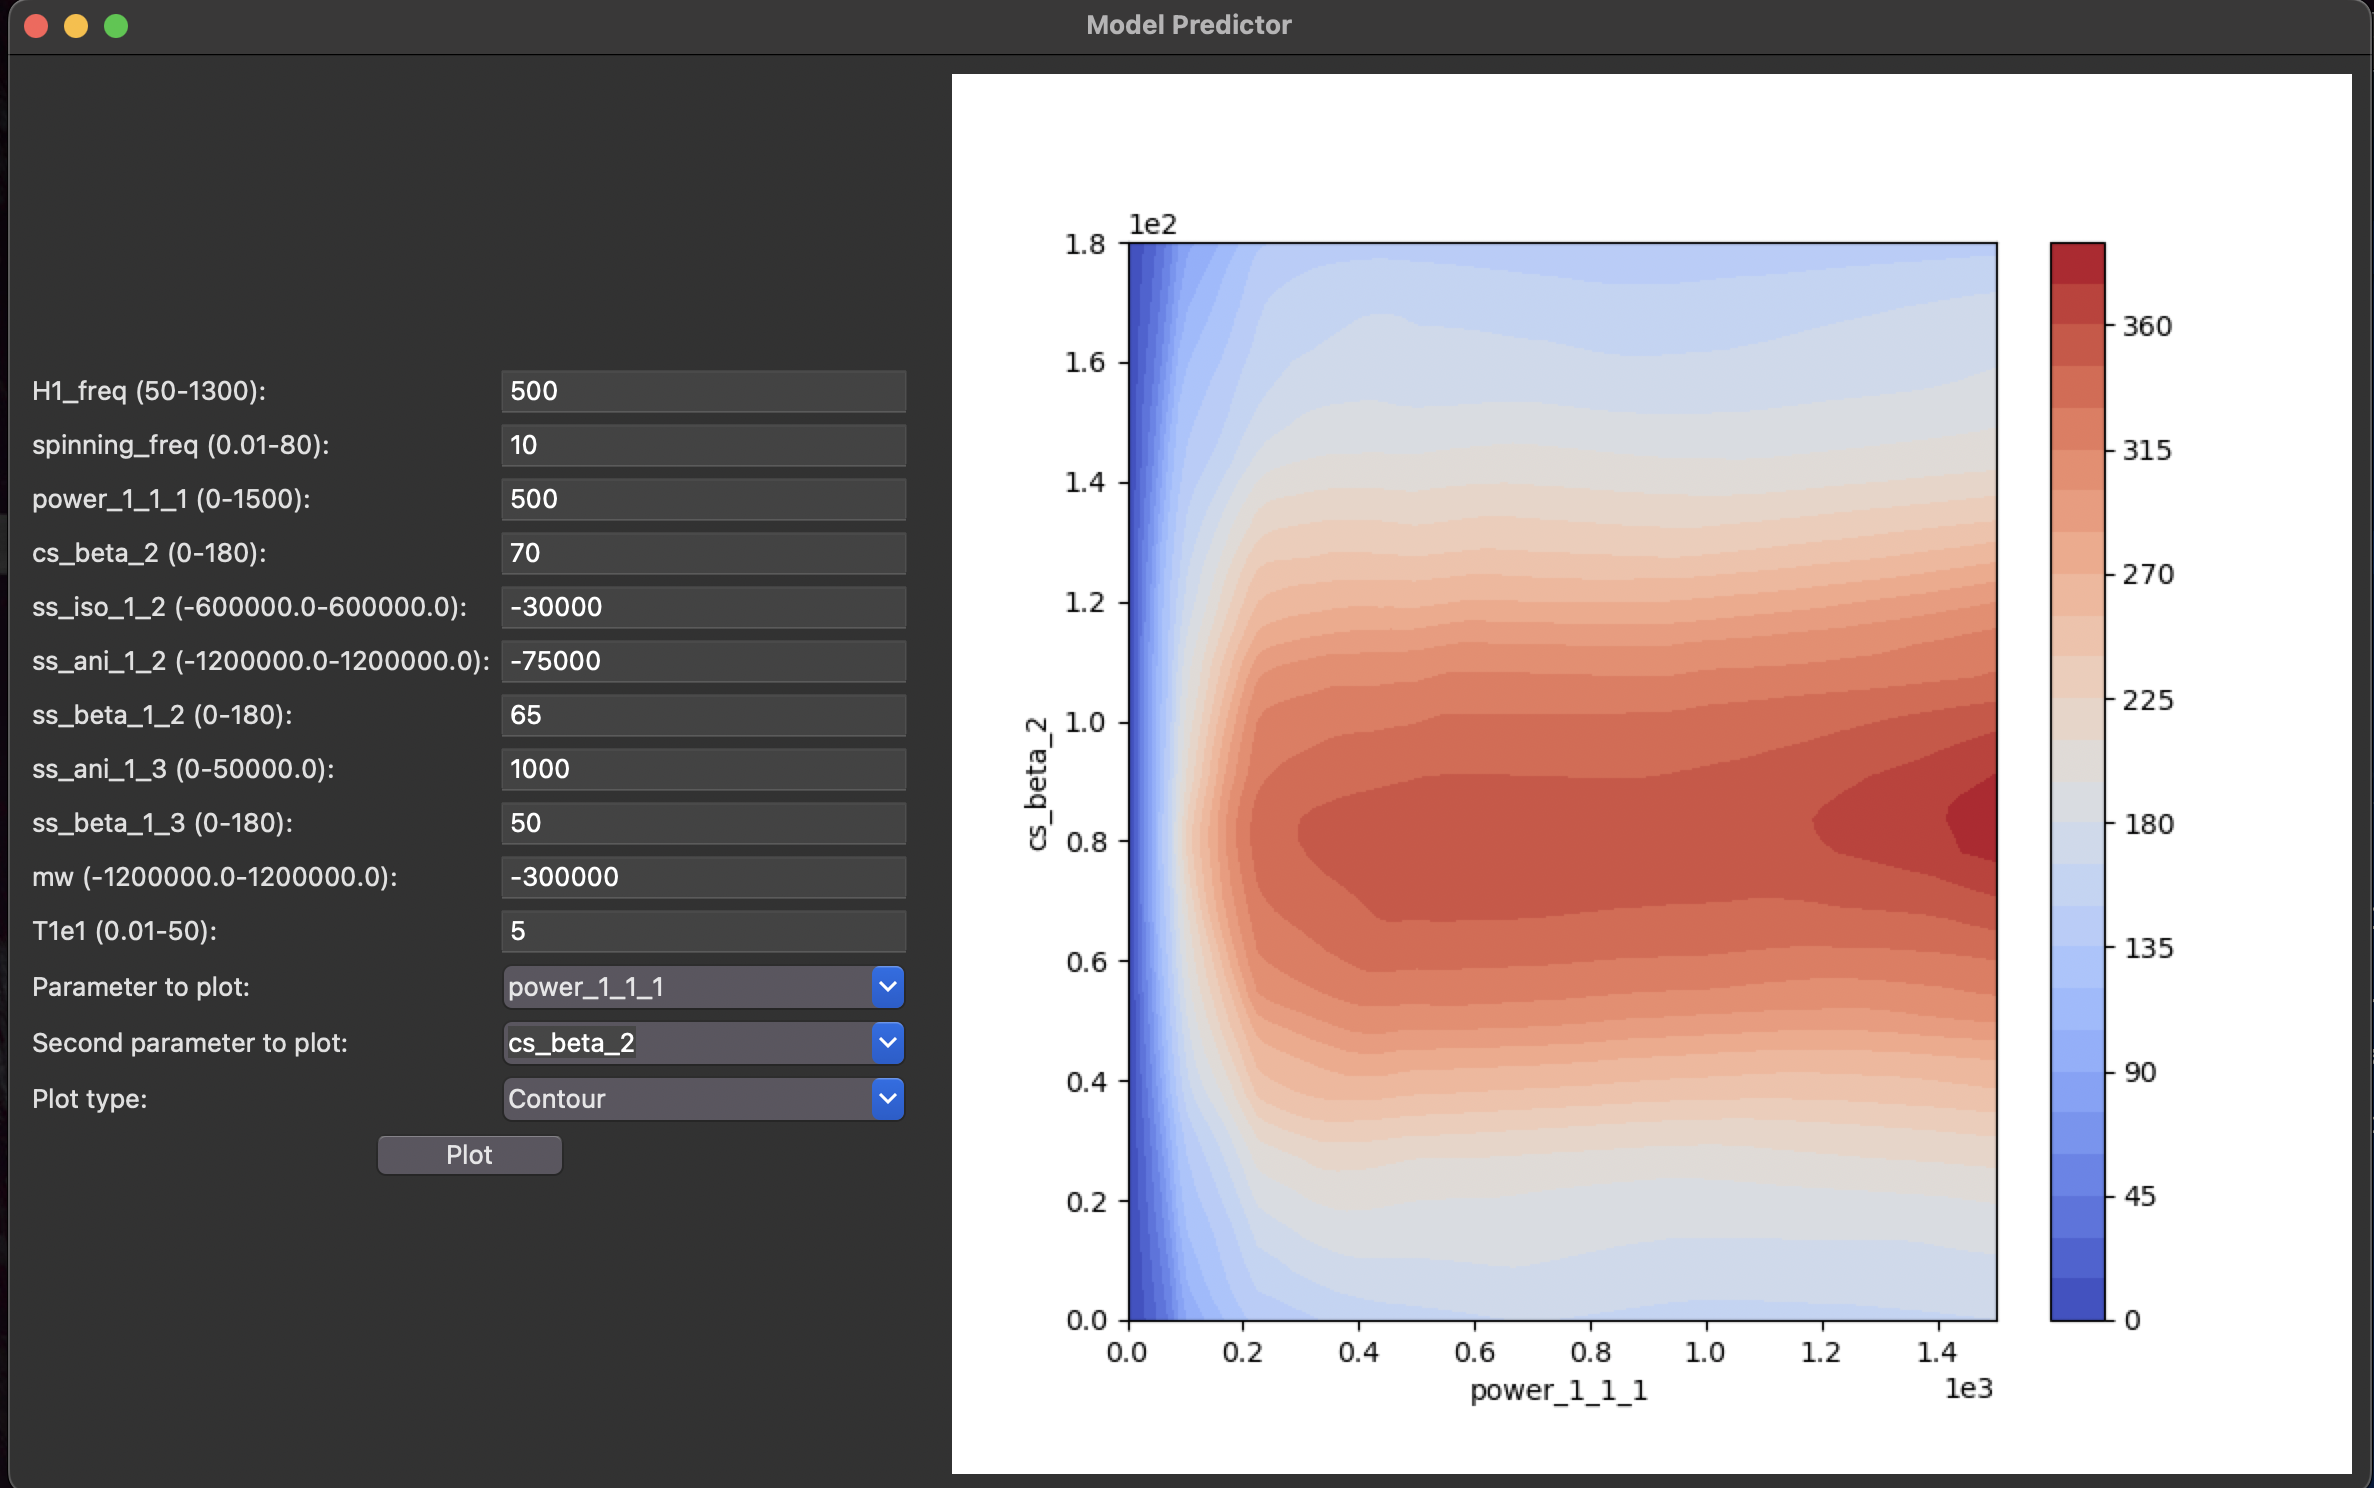 Model Predictor
H1_freq (50-1300): 500
spinning_freq (0.01-80): 10
power_1_1_1 (0-1500): 500
cs_beta_2 (0-180): 70
ss_iso_1_2 (-600000.0-600000.0): -30000
ss_ani_1_2 (-1200000.0-1200000.0): -75000
ss_beta_1_2 (0-180): 65
ss_ani_1_3 (0-50000.0): 1000
ss_beta_1_3 (0-180): 50
mw (-1200000.0-1200000.0): -300000
T1e1 (0.01-50): 5
Parameter to plot: power_1_1_1
Second parameter to plot: cs_beta_2
Plot type: Contour
Plot
1e2
1.8
1.6
1.4
1.2
1.0
0.8
0.6
0.4
0.2
0.0
cs_beta_2
0.0 0.2 0.4 0.6 0.8 1.0 1.2 1.4
1e3
power_1_1_1
360
315
270
225
180
135
90
45
0